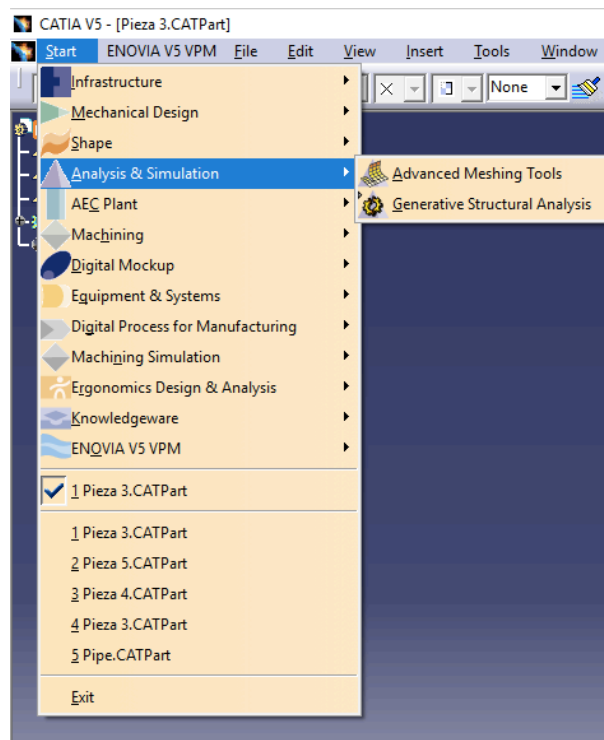 CATIA V5 - [Pieza 3.CATPart]
Start ENOVIA V5 VPM File Edit View Insert Tools Window
None
Infrastructure
Mechanical Design
Shape
Analysis & Simulation
Advanced Meshing Tools
AEC Plant
Generative Structural Analysis
Machining
Digital Mockup
Equipment & Systems
Digital Process for Manufacturing
Machining Simulation
Ergonomics Design & Analysis
Knowledgeware
ENOVIA V5 VPM
1 Pieza 3.CATPart
1 Pieza 3.CATPart
2 Pieza 5.CATPart
3 Pieza 4.CATPart
4 Pieza 3.CATPart
5 Pipe.CATPart
Exit